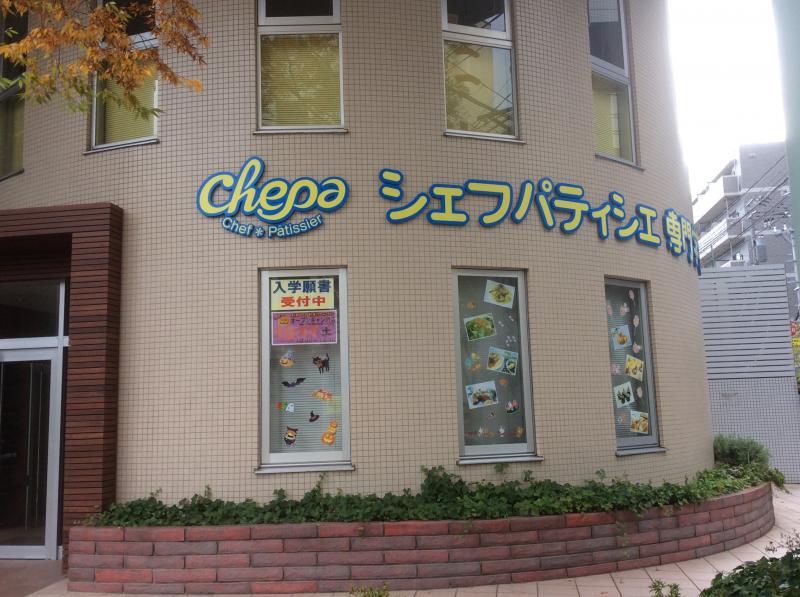 chepa
Chef * Pâtissier
シェフパティシエ 専門
入学願書
受付中